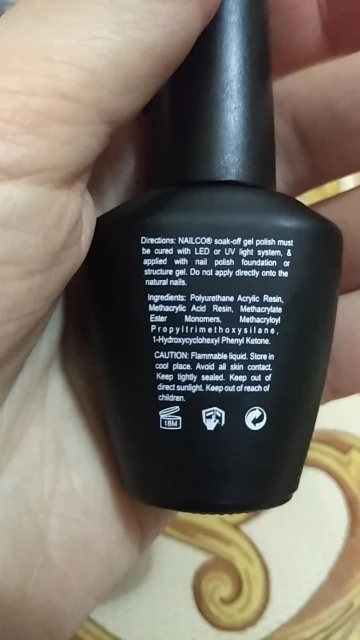 Directions: NAILCO® soak-off gel polish must
be cured with LED or UV light system, &
applied with nail polish foundation or
structure gel. Do not apply directly onto the
natural nails.
Ingredients: Polyurethane Acrylic Resin,
Methacrylic Acid Resin, Methacrylate
Ester Monomers, Methacryloyl
Propyltrimethoxysilane,
1-Hydroxycyclohexyl Phenyl Ketone.
CAUTION: Flammable liquid. Store in
cool place. Avoid all skin contact.
Keep tightly sealed. Keep out of
direct sunlight. Keep out of reach of
children.
18M